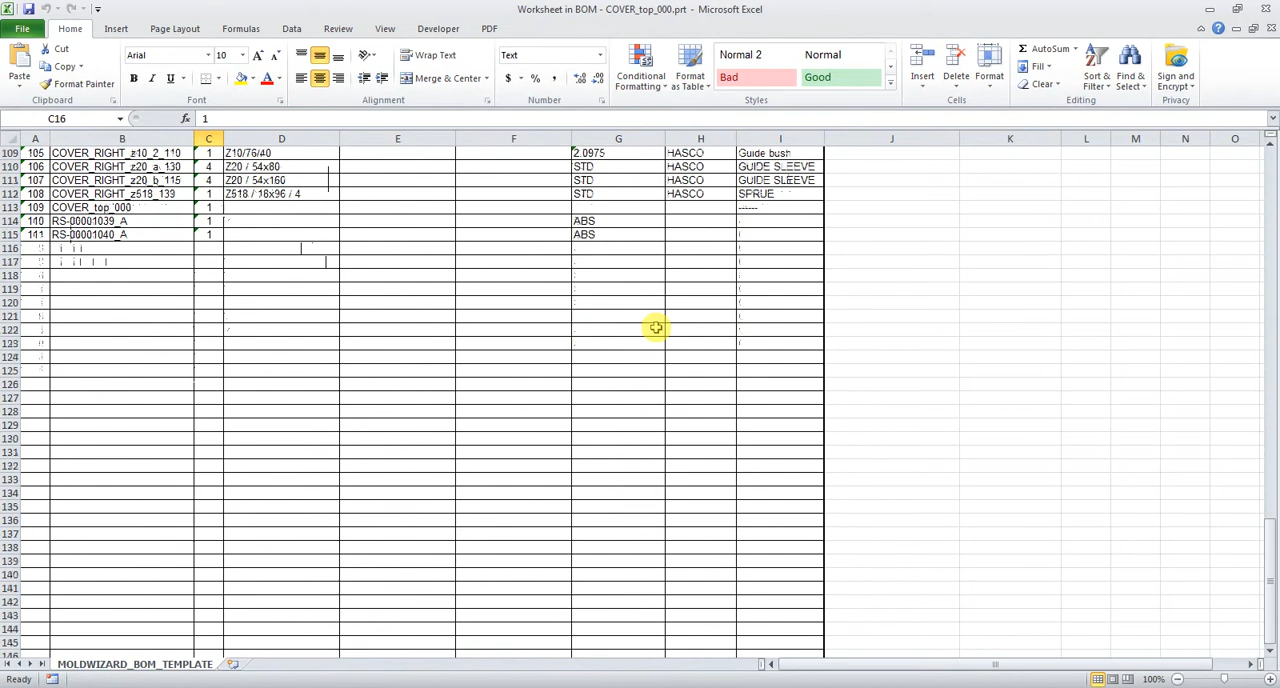 Worksheet in BOM - COVER_top_000.prt - Microsoft Excel
File Home Insert Page Layout Formulas Data Review View Developer PDF
Paste Cut Copy Format Painter Clipboard
Arial 10 B I U Font
Wrap Text Merge & Center Alignment
Text $ % , Number
Conditional Formatting Format as Table Normal 2 Normal Bad Good Styles
Insert Delete Format Cells
AutoSum Fill Clear Sort & Filter Find & Select Editing
Sign and Encrypt Privacy
C16 fx 1
A B C D E F G H I J K L M N O
109 105 COVER_RIGHT_z10_2_110 1 Z10/76/40 2.0975 HASCO Guide bush
110 106 COVER_RIGHT_z20_a_130 4 Z20 / 54x80 STD HASCO GUIDE SLEEVE
111 107 COVER_RIGHT_z20_b_115 4 Z20 / 54x160 STD HASCO GUIDE SLEEVE
112 108 COVER_RIGHT_z518_139 1 Z518 / 18x96 / 4 STD HASCO SPRUE
113 109 COVER_top_000 1 ------
114 110 RS-00001039_A 1 ABS
115 RS-00001040_A 1 ABS
116
117
118
119
120
121
122
123
124
125
126
127
128
129
130
131
132
133
134
135
136
137
138
139
140
141
142
143
144
145
MOLDWIZARD_BOM_TEMPLATE
Ready 100%